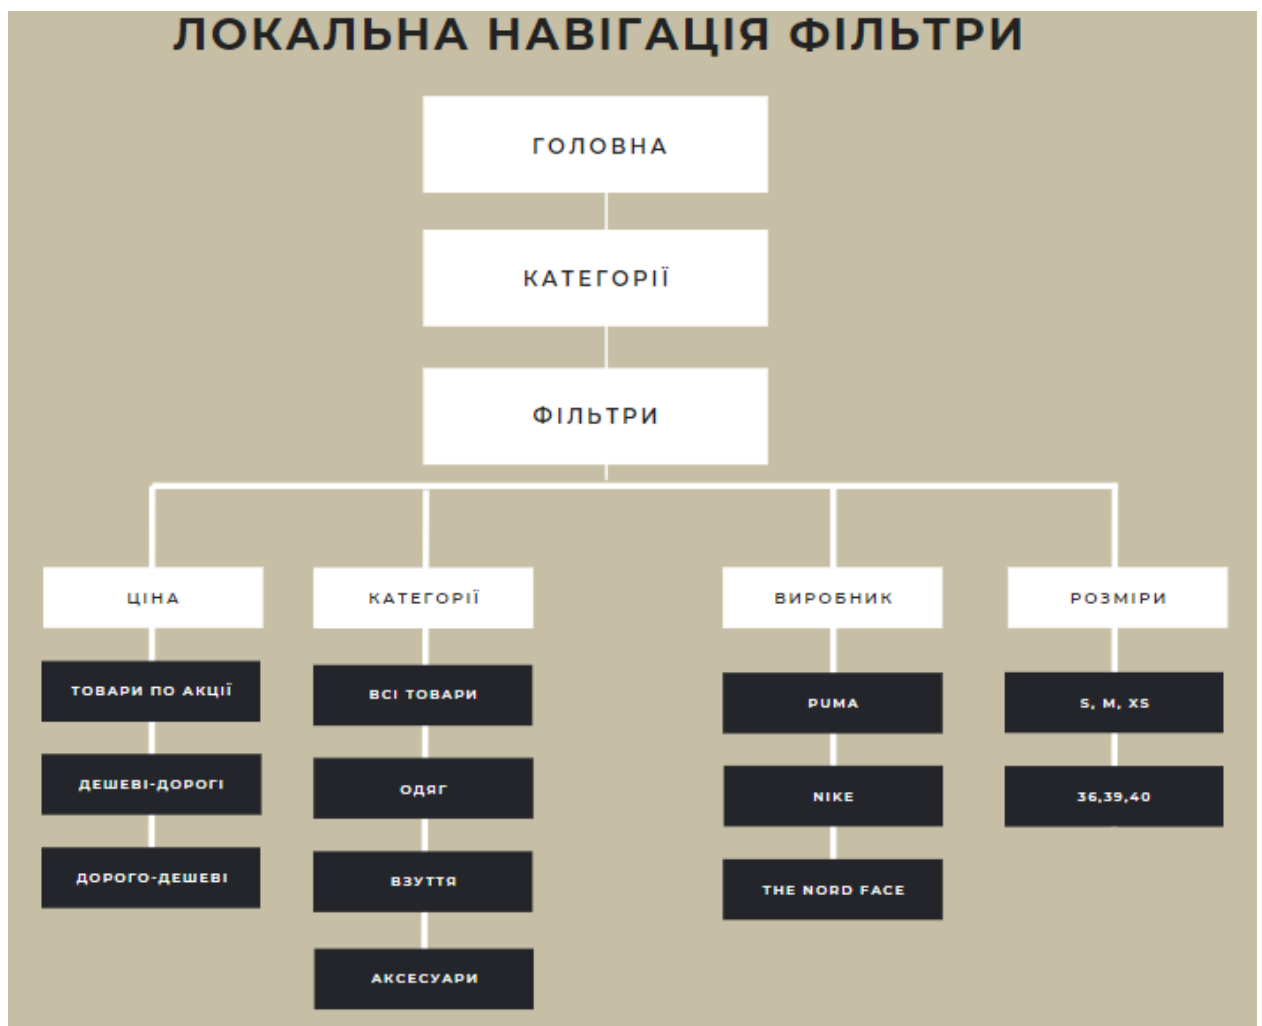 ЛОКАЛЬНА НАВІГАЦІЯ ФІЛЬТРИ
ГОЛОВНА
КАТЕГОРІЇ
ФІЛЬТРИ
ЦІНА
ТОВАРИ ПО АКЦІЇ
ДЕШЕВІ-ДОРОГІ
ДОРОГО-ДЕШЕВІ
КАТЕГОРІЇ
ВСІ ТОВАРИ
ОДЯГ
ВЗУТТЯ
АКСЕСУАРИ
ВИРОБНИК
PUMA
NIKE
THE NORD FACE
РОЗМІРИ
S, M, XS
36,39,40